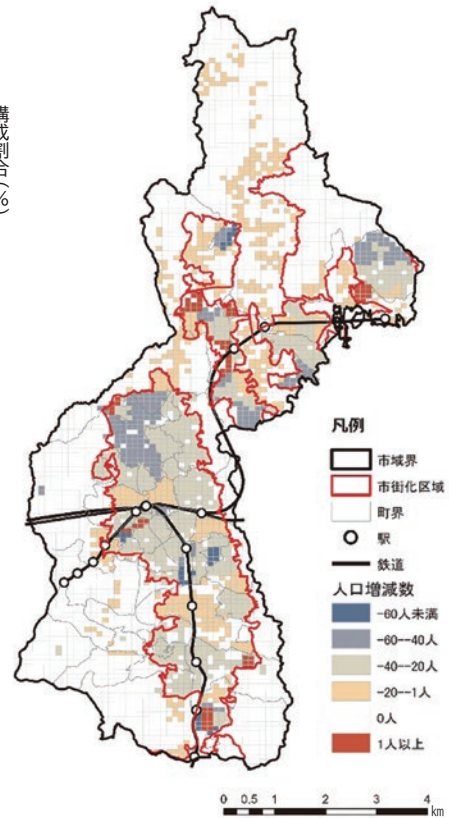 構成割合(%)
凡例
市域界
市街化区域
町界
駅
鉄道
人口増減数
-60人未満
-60--40人
-40--20人
-20--1人
0人
1人以上
0 0.5 1 2 3 4
km